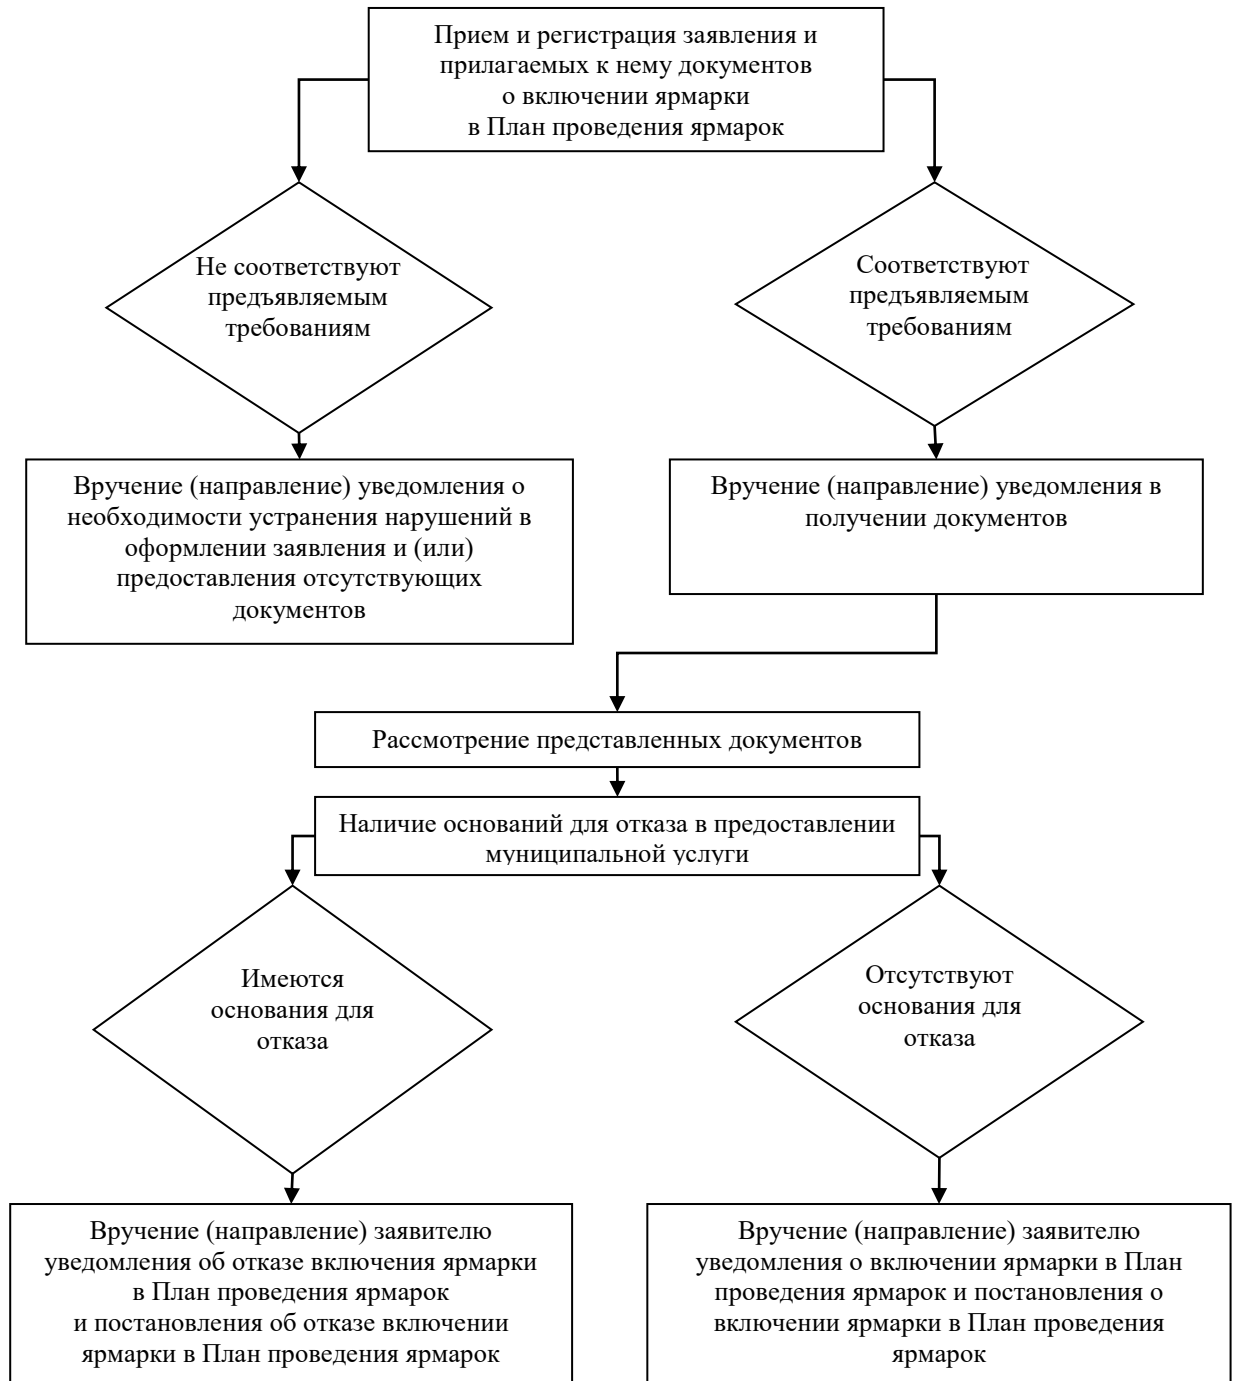 Прием и регистрация заявления и
прилагаемых к нему документов
о включении ярмарки
в План проведения ярмарок
Не соответствуют
предъявляемым
требованиям
Соответствуют
предъявляемым
требованиям
Вручение (направление) уведомления о
необходимости устранения нарушений в
оформлении заявления и (или)
предоставления отсутствующих
документов
Вручение (направление) уведомления в
получении документов
Рассмотрение представленных документов
Наличие оснований для отказа в предоставлении
муниципальной услуги
Имеются
основания для
отказа
Отсутствуют
основания для
отказа
Вручение (направление) заявителю
уведомления об отказе включения ярмарки
в План проведения ярмарок
и постановления об отказе включении
ярмарки в План проведения ярмарок
Вручение (направление) заявителю
уведомления о включении ярмарки в План
проведения ярмарок и постановления о
включении ярмарки в План проведения
ярмарок